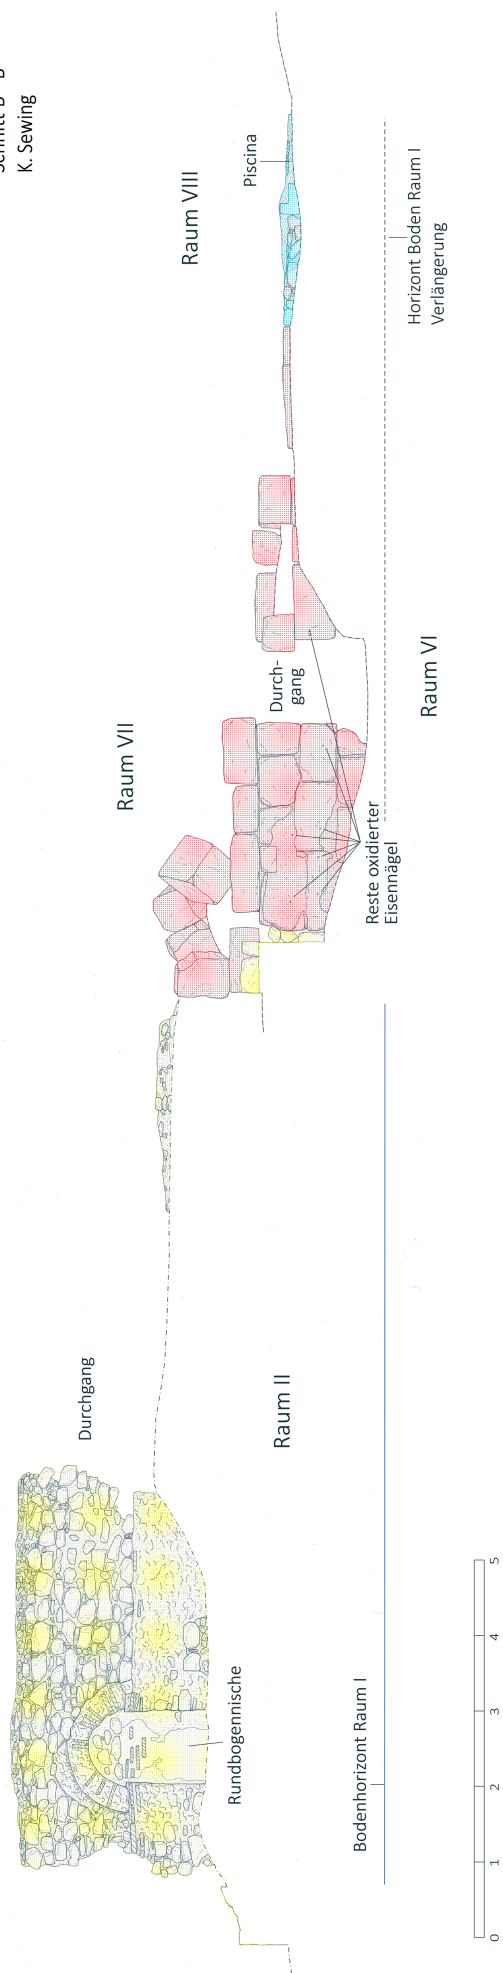 K. Sewing
Durchgang
Raum II
Rundbogennische
Bodenhorizont Raum I
0 1 2 3 4 5
Raum VII
Durch-
gang
Reste oxidierter
Eisennägel
Raum VI
Raum VIII
Piscina
Horizont Boden Raum I
Verlängerung